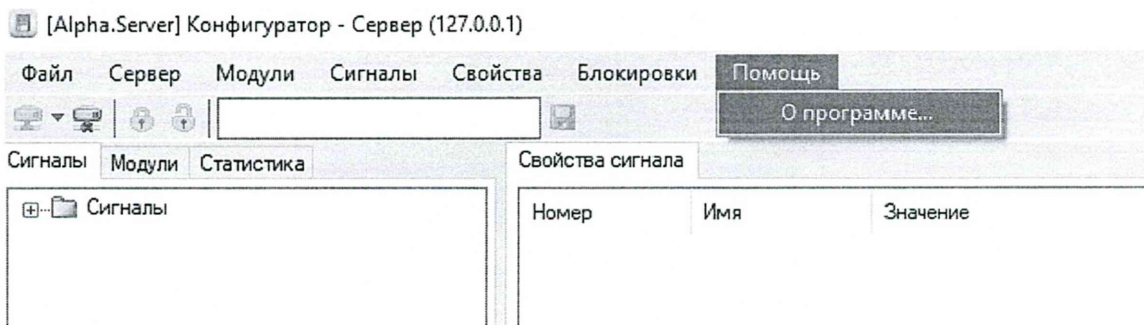 [Alpha.Server] Конфигуратор - Сервер (127.0.0.1)
Файл Сервер Модули Сигналы Свойства Блокировки Помощь
О программе...
Сигналы Модули Статистика Свойства сигнала
Сигналы
Номер Имя Значение